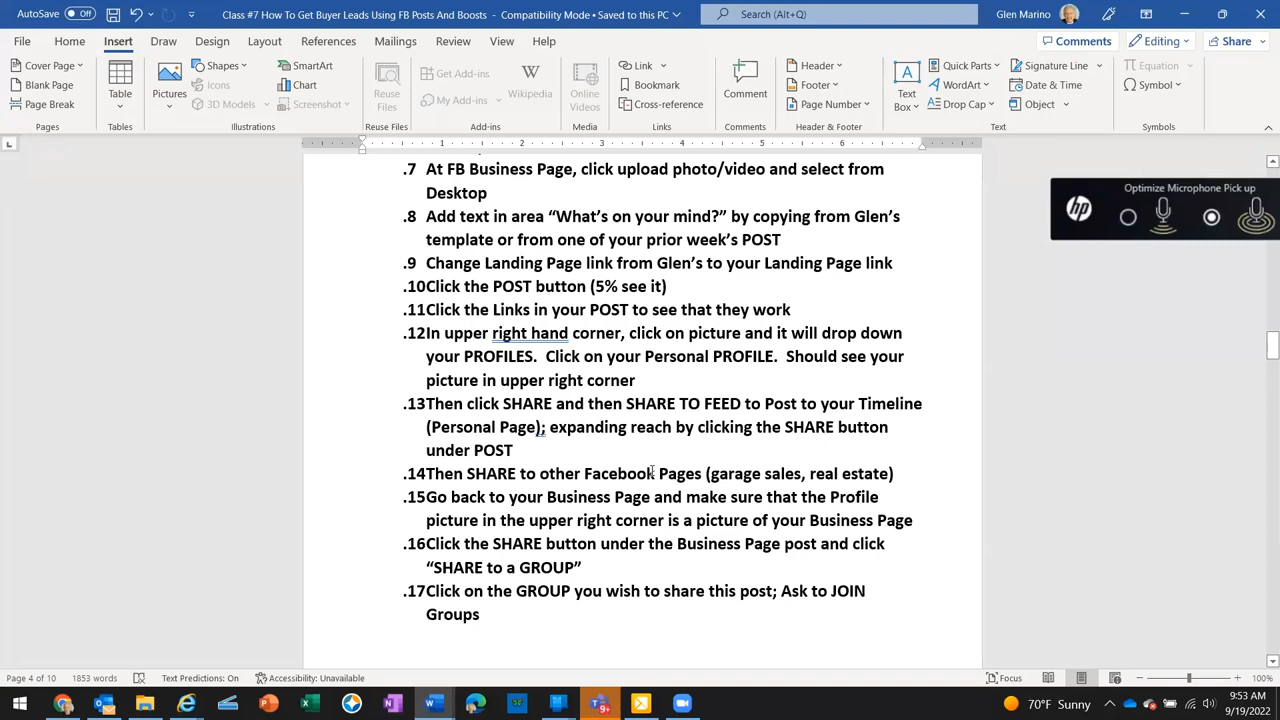 AutoSave Off
Class #7 How To Get Buyer Leads Using FB Posts And Boosts - Compatibility Mode • Saved to this PC
Search (Alt+Q)
Glen Marino
File Home Insert Draw Design Layout References Mailings Review View Help
Comments Editing Share
Cover Page
Blank Page
Page Break
Pages
Table
Tables
Pictures
Shapes
Icons
3D Models
SmartArt
Chart
Screenshot
Illustrations
Reuse Files
Reuse Files
Get Add-ins
My Add-ins
Wikipedia
Add-ins
Online Videos
Media
Link
Bookmark
Cross-reference
Links
Comment
Comments
Header
Footer
Page Number
Header & Footer
Text Box
Quick Parts
WordArt
Drop Cap
Signature Line
Date & Time
Object
Text
Equation
Symbol
Symbols
1 2 3 4 5 6
Optimize Microphone Pick up
hp
.7 At FB Business Page, click upload photo/video and select from
Desktop
.8 Add text in area “What’s on your mind?” by copying from Glen’s
template or from one of your prior week’s POST
.9 Change Landing Page link from Glen’s to your Landing Page link
.10Click the POST button (5% see it)
.11Click the Links in your POST to see that they work
.12In upper right hand corner, click on picture and it will drop down
your PROFILES. Click on your Personal PROFILE. Should see your
picture in upper right corner
.13Then click SHARE and then SHARE TO FEED to Post to your Timeline
(Personal Page); expanding reach by clicking the SHARE button
under POST
.14Then SHARE to other Facebook Pages (garage sales, real estate)
.15Go back to your Business Page and make sure that the Profile
picture in the upper right corner is a picture of your Business Page
.16Click the SHARE button under the Business Page post and click
“SHARE to a GROUP”
.17Click on the GROUP you wish to share this post; Ask to JOIN
Groups
Page 4 of 10 1853 words Text Predictions: On Accessibility: Unavailable
Focus 100%
9+
70°F Sunny
9:53 AM
9/19/2022